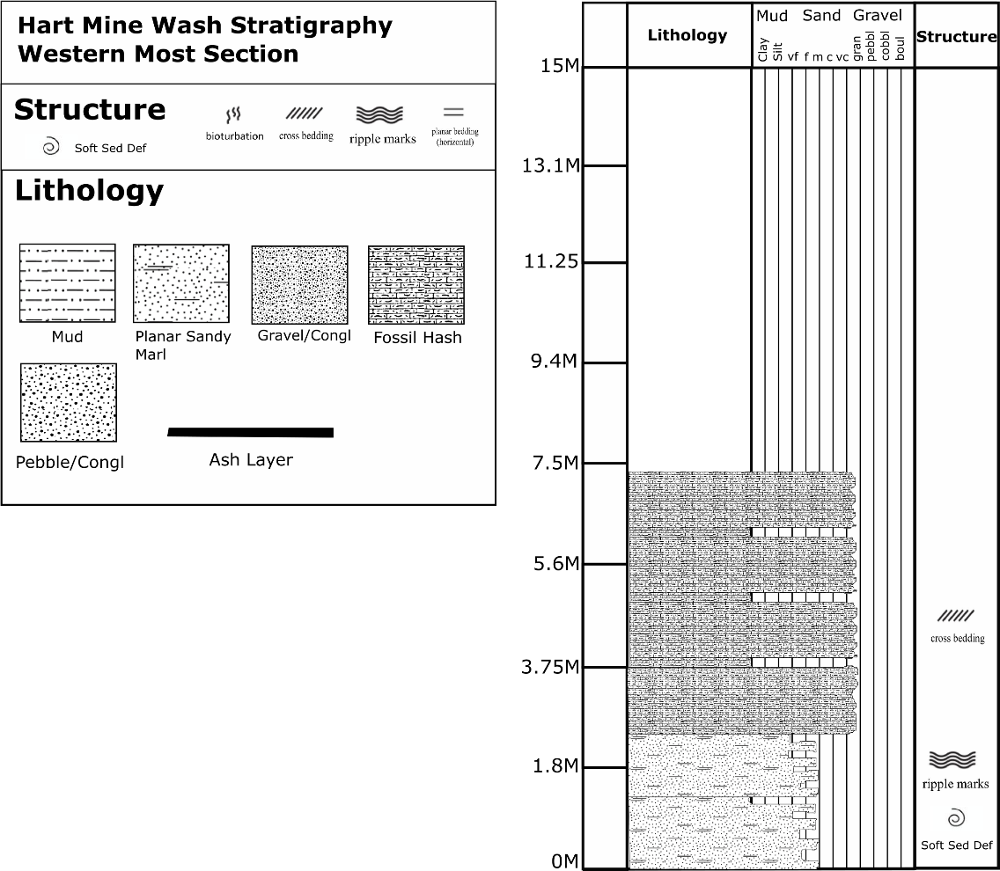 Hart Mine Wash Stratigraphy
Western Most Section
Structure
Soft Sed Def
bioturbation
cross bedding
ripple marks
planar bedding
(horizontal)
Lithology
Mud
Planar Sandy
Marl
Gravel/Congl
Fossil Hash
Pebble/Congl
Ash Layer
Lithology
Mud Sand Gravel
Clay Silt vf f m c vc gran pebbl cobbl boul
Structure
15M
13.1M
11.25
9.4M
7.5M
5.6M
cross bedding
3.75M
1.8M
ripple marks
Soft Sed Def
0M